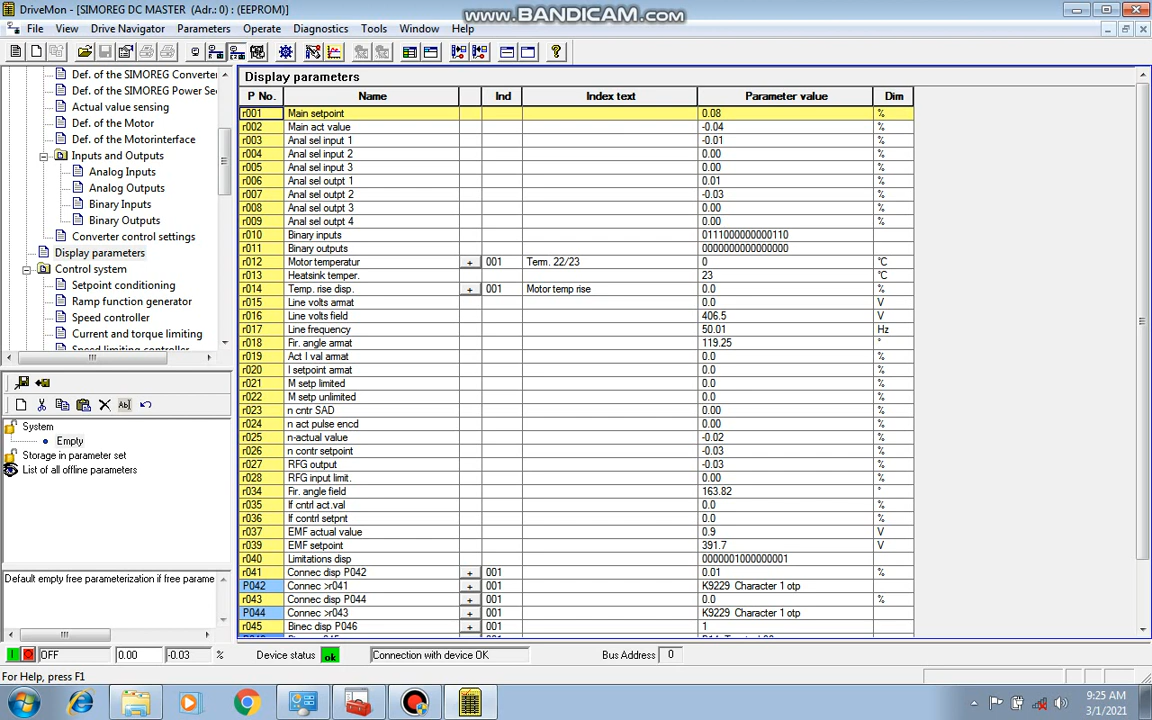 DriveMon - [SIMOREG DC MASTER (Adr.: 0) : (EEPROM)]
www.BANDICAM.com
File View Drive Navigator Parameters Operate Diagnostics Tools Window Help
Def. of the SIMOREG Converter
Def. of the SIMOREG Power Se
Actual value sensing
Def. of the Motor
Def. of the Motorinterface
Inputs and Outputs
Analog Inputs
Analog Outputs
Binary Inputs
Binary Outputs
Converter control settings
Display parameters
Control system
Setpoint conditioning
Ramp function generator
Speed controller
Current and torque limiting
Speed limiting controller
System
Empty
Storage in parameter set
List of all offline parameters
Default empty free parameterization if free parame
Display parameters
P No. Name Ind Index text Parameter value Dim
r001 Main setpoint 0.08 %
r002 Main act value -0.04 %
r003 Anal sel input 1 -0.01 %
r004 Anal sel input 2 0.00 %
r005 Anal sel input 3 0.00 %
r006 Anal sel outpt 1 0.01 %
r007 Anal sel outpt 2 -0.03 %
r008 Anal sel outpt 3 0.00 %
r009 Anal sel outpt 4 0.00 %
r010 Binary inputs 0111000000000110
r011 Binary outputs 0000000000000000
r012 Motor temperatur + 001 Term. 22/23 0 °C
r013 Heatsink temper. 23 °C
r014 Temp. rise disp. + 001 Motor temp rise 0.0 %
r015 Line volts armat 0.0 V
r016 Line volts field 406.5 V
r017 Line frequency 50.01 Hz
r018 Fir. angle armat 119.25 °
r019 Act I val armat 0.0 %
r020 I setpoint armat 0.0 %
r021 M setp limited 0.0 %
r022 M setp unlimited 0.0 %
r023 n cntr SAD 0.00 %
r024 n act pulse encd 0.00 %
r025 n-actual value -0.02 %
r026 n contr setpoint -0.03 %
r027 RFG output -0.03 %
r028 RFG input limit. 0.00 %
r034 Fir. angle field 163.82 °
r035 If cntrl act.val 0.0 %
r036 If contrl setpnt 0.0 %
r037 EMF actual value 0.9 V
r039 EMF setpoint 391.7 V
r040 Limitations disp 0000001000000001
r041 Connec disp P042 + 001 0.01 %
P042 Connec >r041 + 001 K9229 Character 1 otp
r043 Connec disp P044 + 001 0.0 %
P044 Connec >r043 + 001 K9229 Character 1 otp
r045 Binec disp P046 + 001 1
OFF 0.00 -0.03 % Device status ok Connection with device OK Bus Address 0
For Help, press F1
9:25 AM
3/1/2021